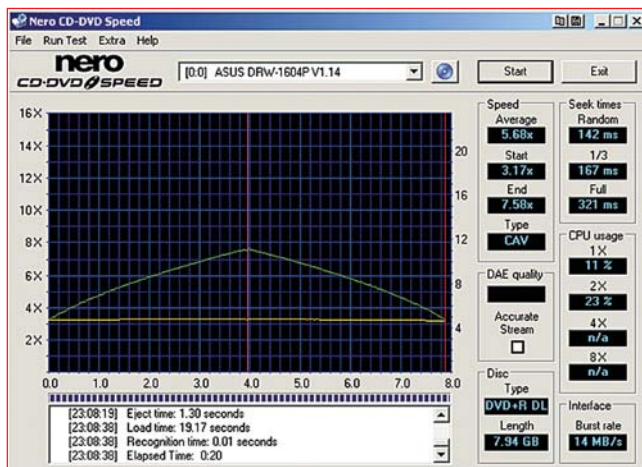 Nero CD-DVD Speed
File Run Test Extra Help
nero
CD-DVD SPEED
[0:0] ASUS DRW-1604P V1.14
Start
Exit
16X
14X
12X
10X
8X
6X
4X
2X
20
16
12
8
4
0.0 1.0 2.0 3.0 4.0 5.0 6.0 7.0 8.0
[23:08:19] Eject time: 1.30 seconds
[23:08:38] Load time: 19.17 seconds
[23:08:38] Recognition time: 0.01 seconds
[23:08:38] Elapsed Time: 0:20
Speed
Average
5.68x
Start
3.17x
End
7.58x
Type
CAV
DAE quality
Accurate
Stream
Disc
Type
DVD+R DL
Length
7.94 GB
Seek times
Random
142 ms
1/3
167 ms
Full
321 ms
CPU usage
1X
11 %
2X
23 %
4X
n/a
8X
n/a
Interface
Burst rate
14 MB/s